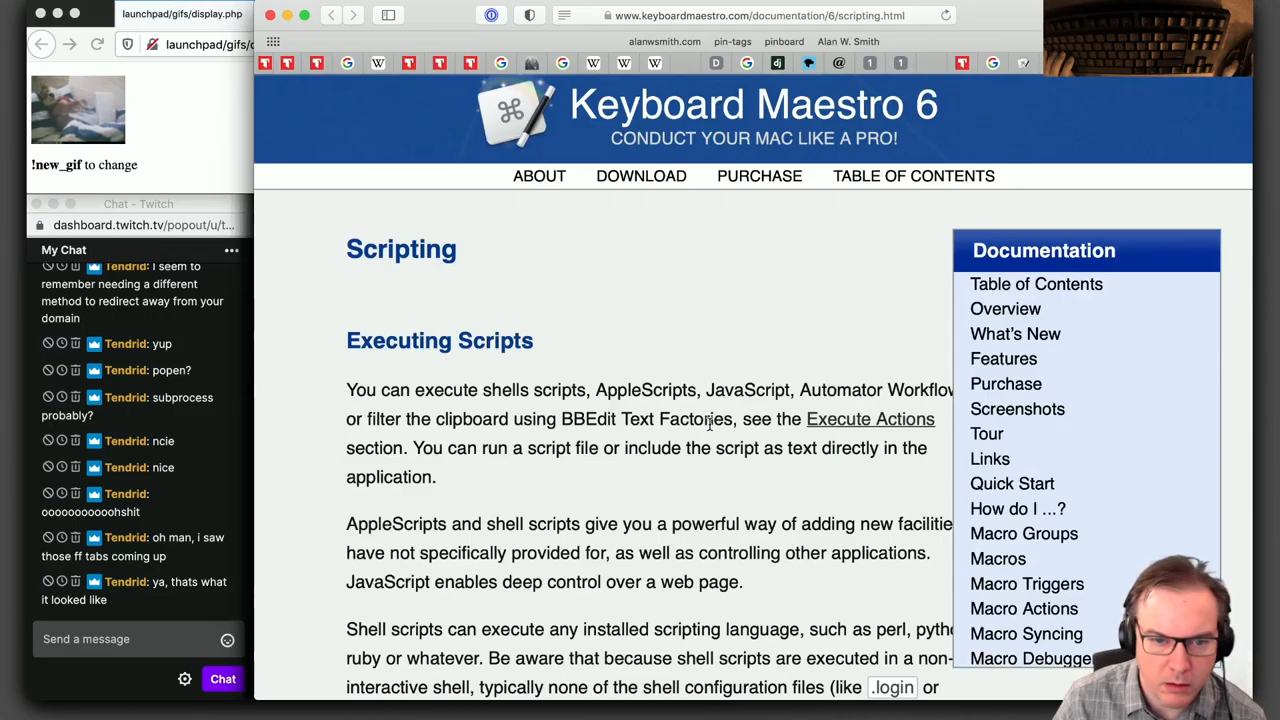 launchpad/gifs/display.php
launchpad/gifs/d
!new_gif to change
Chat - Twitch
dashboard.twitch.tv/popout/u/t...
My Chat
Tendrid: I seem to
remember needing a different
method to redirect away from your
domain
Tendrid: yup
Tendrid: popen?
Tendrid: subprocess
probably?
Tendrid: ncie
Tendrid: nice
Tendrid:
ooooooooooohshit
Tendrid: oh man, i saw
those ff tabs coming up
Tendrid: ya, thats what
it looked like
Send a message
Chat
www.keyboardmaestro.com/documentation/6/scripting.html
alanwsmith.com pin-tags pinboard Alan W. Smith
Keyboard Maestro 6
CONDUCT YOUR MAC LIKE A PRO!
ABOUT DOWNLOAD PURCHASE TABLE OF CONTENTS
Scripting
Executing Scripts
You can execute shells scripts, AppleScripts, JavaScript, Automator Workflow
or filter the clipboard using BBEdit Text Factories, see the Execute Actions
section. You can run a script file or include the script as text directly in the
application.
AppleScripts and shell scripts give you a powerful way of adding new facilitie
have not specifically provided for, as well as controlling other applications.
JavaScript enables deep control over a web page.
Shell scripts can execute any installed scripting language, such as perl, pyth
ruby or whatever. Be aware that because shell scripts are executed in a non-
interactive shell, typically none of the shell configuration files (like .login or
Documentation
Table of Contents
Overview
What's New
Features
Purchase
Screenshots
Tour
Links
Quick Start
How do I ...?
Macro Groups
Macros
Macro Triggers
Macro Actions
Macro Syncing
Macro Debugge